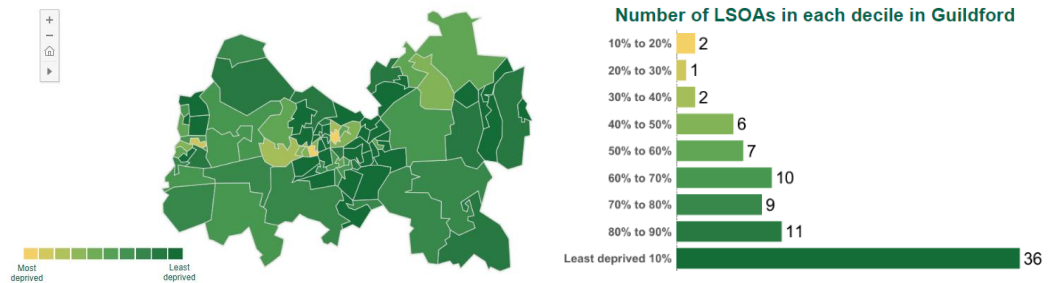 +
−
Most
deprived
Least
deprived
Number of LSOAs in each decile in Guildford
10% to 20% 2
20% to 30% 1
30% to 40% 2
40% to 50% 6
50% to 60% 7
60% to 70% 10
70% to 80% 9
80% to 90% 11
Least deprived 10% 36